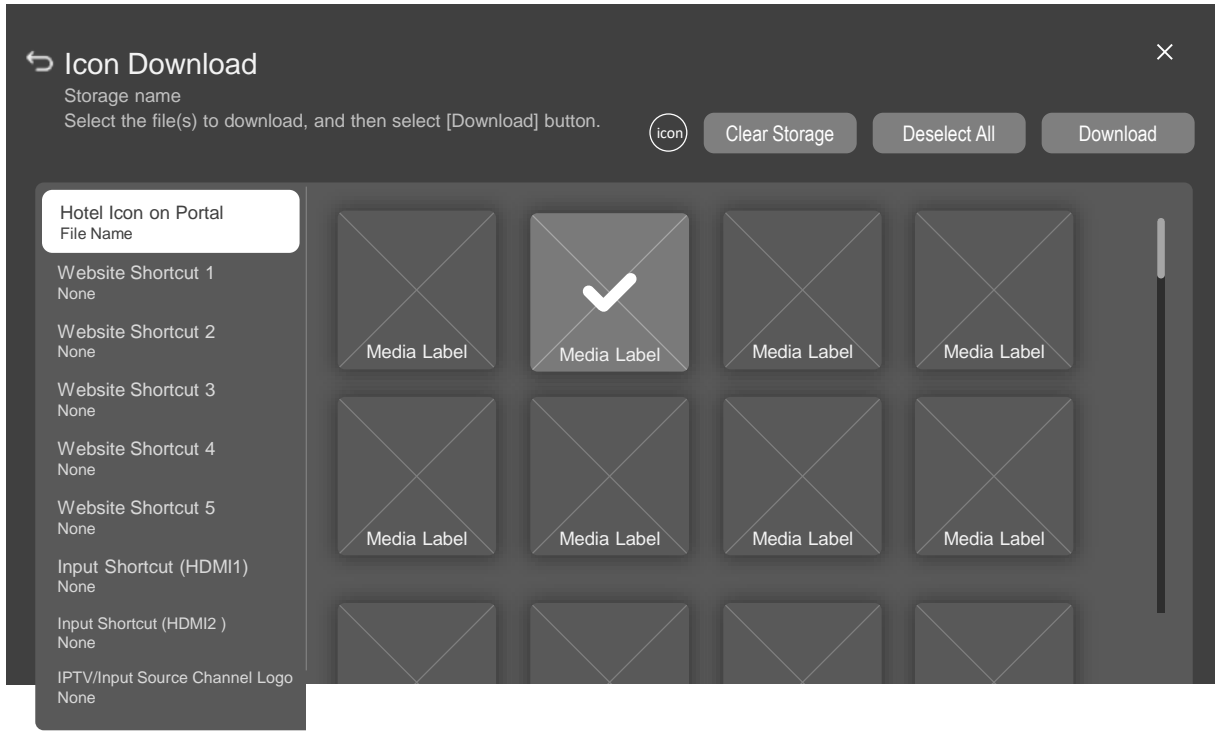 Icon Download
Storage name
Select the file(s) to download, and then select [Download] button.
icon
Clear Storage
Deselect All
Download
Hotel Icon on Portal
File Name
Website Shortcut 1
None
Website Shortcut 2
None
Website Shortcut 3
None
Website Shortcut 4
None
Website Shortcut 5
None
Input Shortcut (HDMI1)
None
Input Shortcut (HDMI2 )
None
IPTV/Input Source Channel Logo
None
Media Label
Media Label
Media Label
Media Label
Media Label
Media Label
Media Label
Media Label